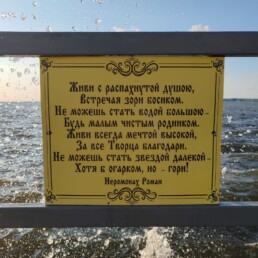 Живи с распахнутой душою,
Встречая зори босиком.
Не можешь стать водой большою–
Будь малым чистым родником.
Живи всегда мечтой высокой,
За все Творца благодари.
Не можешь стать звездой далекой–
Хотя б огарком, но – гори!
Иеромонах Роман